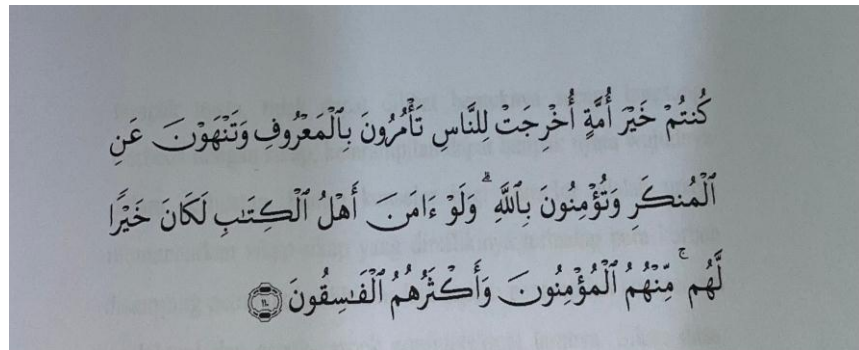 كُنتُمْ خَيْرَ أُمَّةٍ أُخْرِجَتْ لِلنَّاسِ تَأْمُرُونَ بِٱلْمَعْرُوفِ وَتَنْهَوْنَ عَنِ
ٱلْمُنكَرِ وَتُؤْمِنُونَ بِٱللَّهِ ۗ وَلَوْ ءَامَنَ أَهْلُ ٱلْكِتَٰبِ لَكَانَ خَيْرًا
لَّهُم ۚ مِّنْهُمُ ٱلْمُؤْمِنُونَ وَأَكْثَرُهُمُ ٱلْفَٰسِقُونَ ١١٠